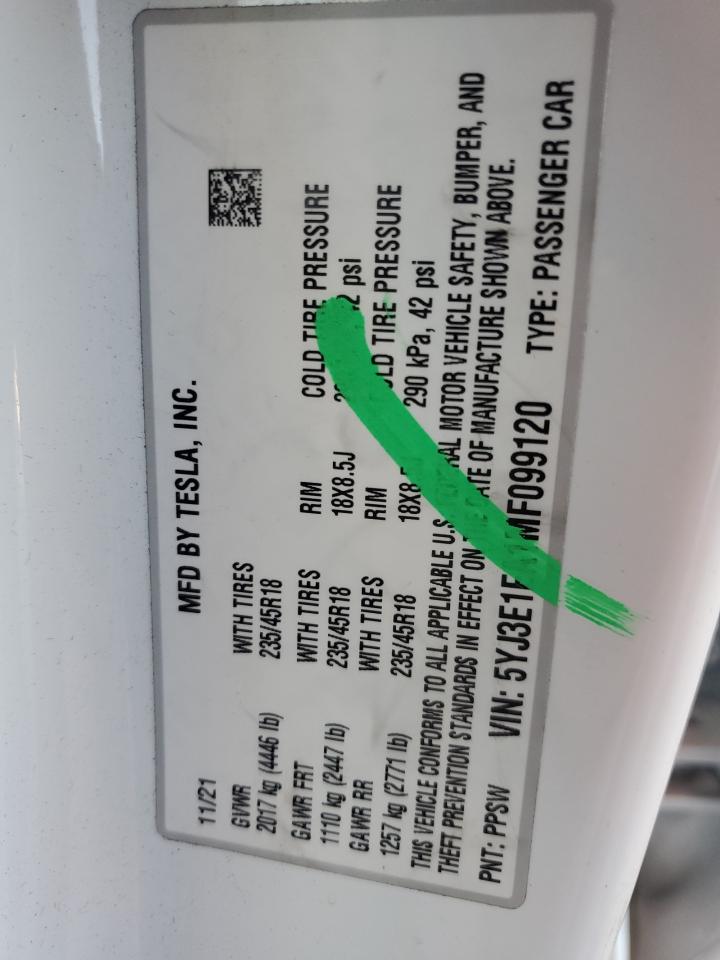 MFD BY TESLA, INC.
11/21
GVWR WITH TIRES
2017 kg (4446 lb) 235/45R18
GAWR FRT WITH TIRES RIM COLD TIRE PRESSURE
1110 kg (2447 lb) 235/45R18 18X8.5J psi
GAWR RR WITH TIRES RIM COLD TIRE PRESSURE
1257 kg (2771 lb) 235/45R18 290 kPa, 42 psi
THIS VEHICLE CONFORMS TO ALL APPLICABLE U.S. FEDERAL MOTOR VEHICLE SAFETY, BUMPER, AND
THEFT PREVENTION STANDARDS IN EFFECT ON THE DATE OF MANUFACTURE SHOWN ABOVE.
PNT: PPSW VIN: TYPE: PASSENGER CAR